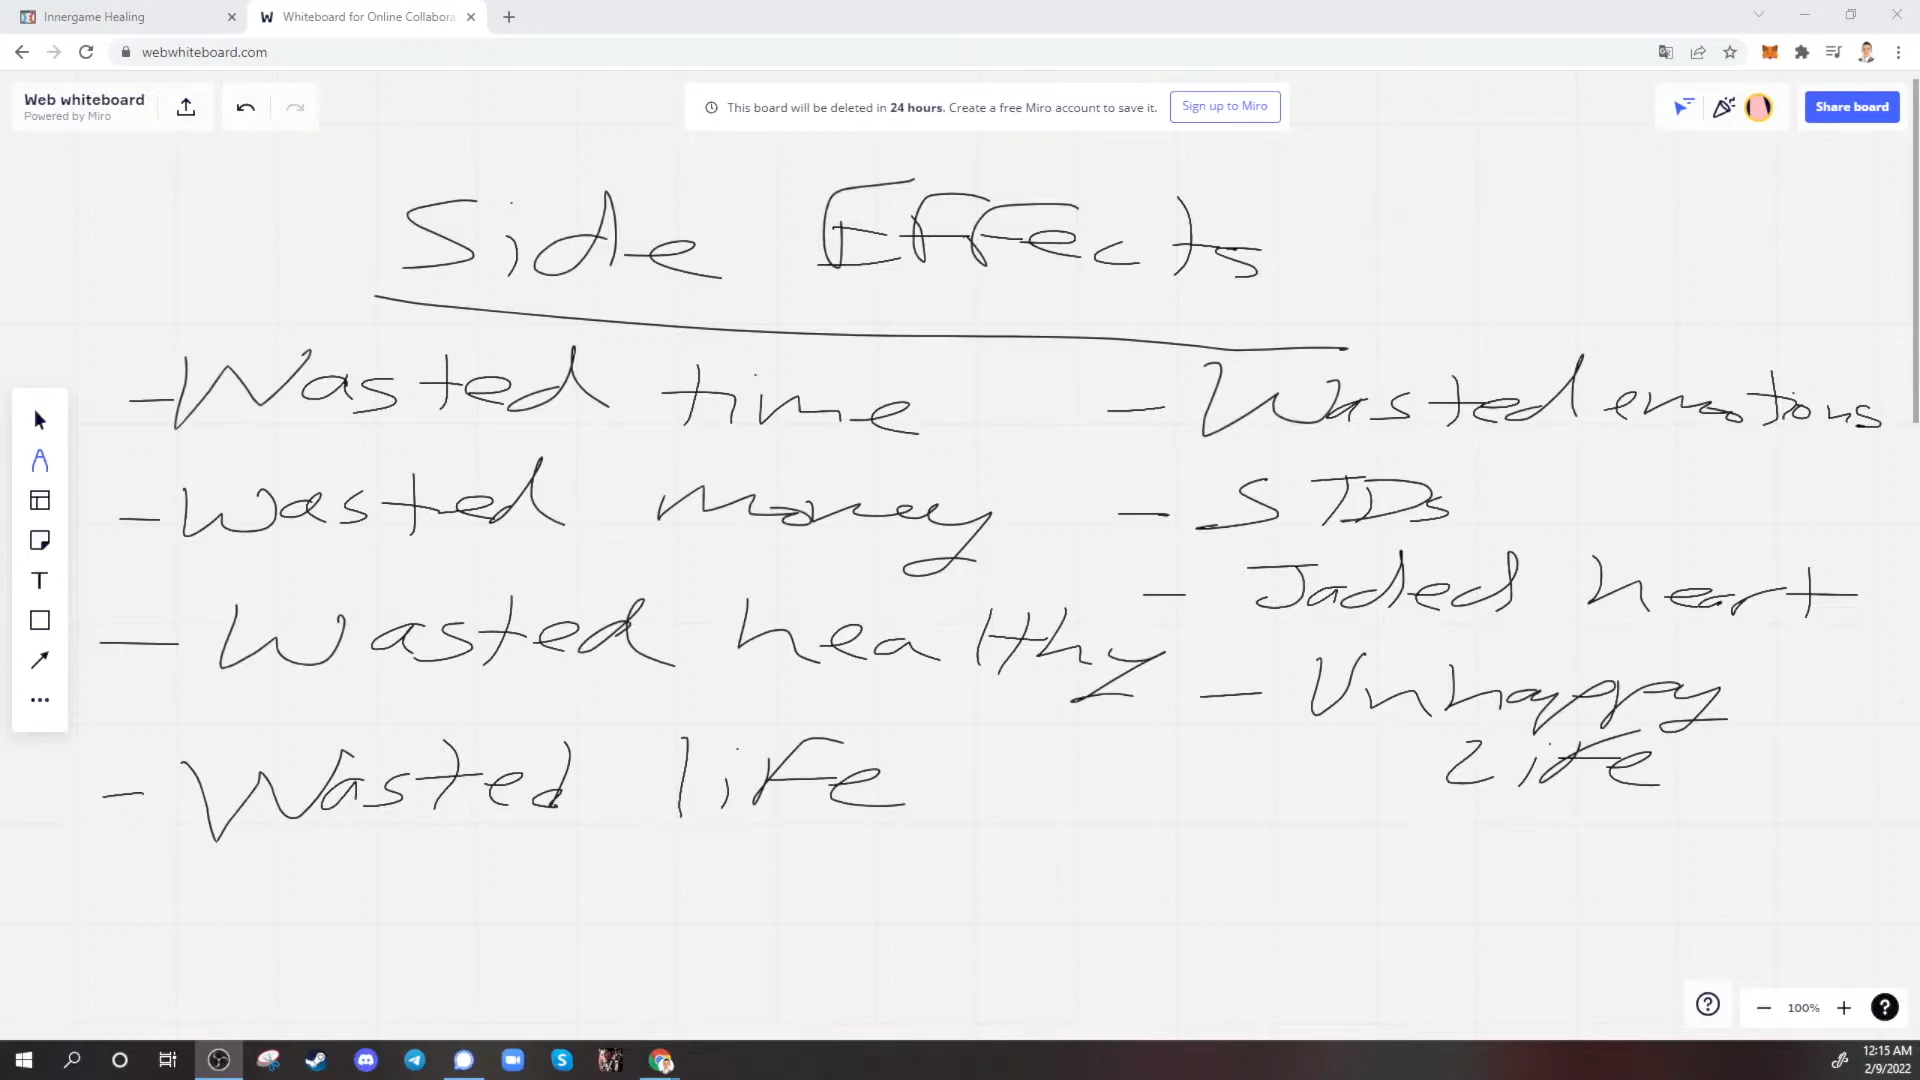 Innergame Healing
Whiteboard for Online Collabora
webwhiteboard.com
Web whiteboard
Powered by Miro
This board will be deleted in 24 hours. Create a free Miro account to save it.
Sign up to Miro
Share board
Side Effects
- Wasted time
- Wasted money
- Wasted healthy
- Wasted life
- Wasted emotions
- STDs
- Jaded heart
- Unhappy
Life
T
100%
12:15 AM
2/9/2022